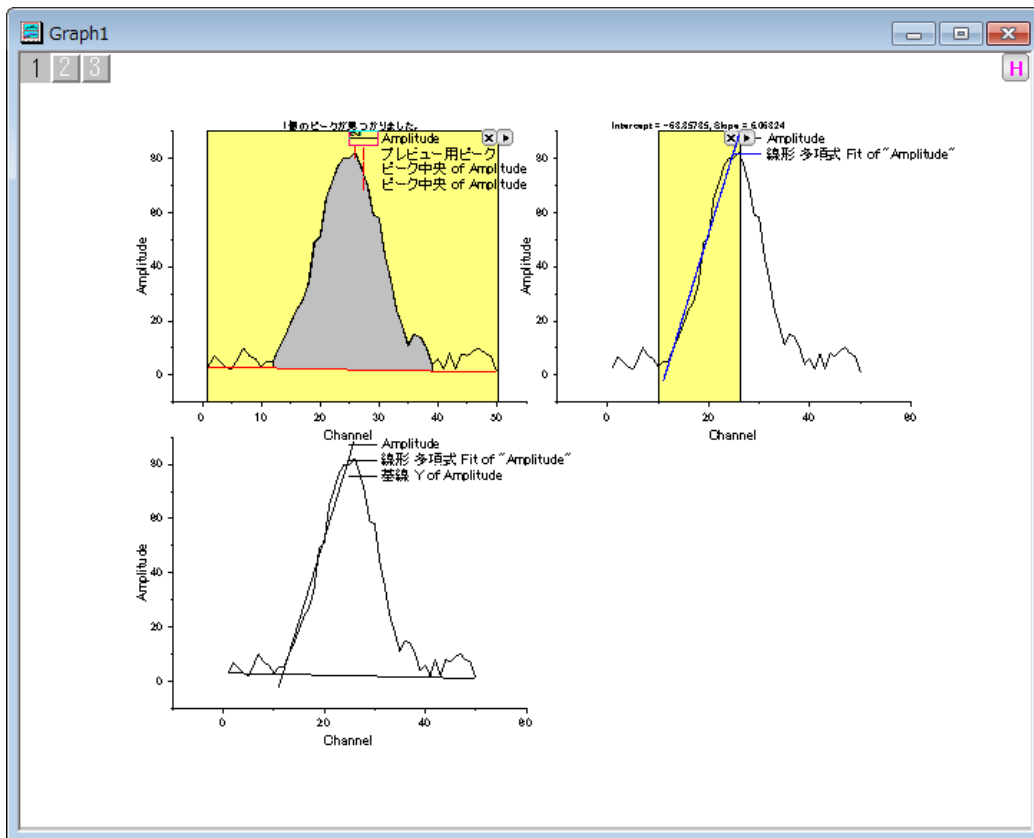 Graph1
1 2 3
H
1個のピークが見つかりました。
Amplitude
プレビュー用ピーク
ピーク中央 of Amplitude
ピーク中央 of Amplitude
80
60
40
20
0
Amplitude
0 10 20 30 40 50
Channel
Intercept = -68.85785, Slope = 6.06824
Amplitude
線形 多項式 Fit of "Amplitude"
80
60
40
20
0
Amplitude
0 20 40 60
Channel
Amplitude
線形 多項式 Fit of "Amplitude"
基線 Y of Amplitude
80
60
40
20
0
Amplitude
0 20 40 60
Channel